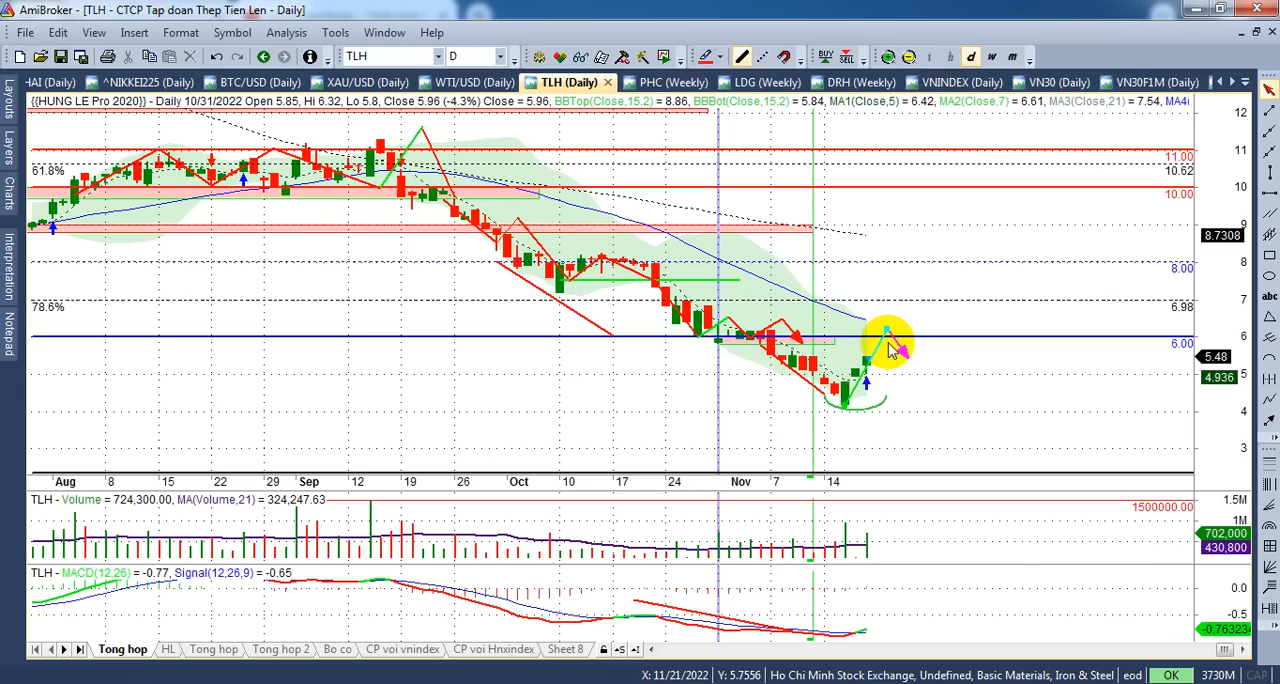 AmiBroker - [TLH - CTCP Tap doan Thep Tien Len - Daily]
File Edit View Insert Format Symbol Analysis Tools Window Help
TLH D BUY SELL i h d w m
HAI (Daily) ^NIKKEI225 (Daily) BTC/USD (Daily) XAU/USD (Daily) WTI/USD (Daily) TLH (Daily) PHC (Weekly) LDG (Weekly) DRH (Weekly) VNINDEX (Daily) VN30 (Daily) VN30F1M (Daily)
Layouts
Layers
Charts
Interpretation
Notepad
{{HUNG LE Pro 2020}} - Daily 10/31/2022 Open 5.85, Hi 6.32, Lo 5.8, Close 5.96 (-4.3%) Close = 5.96, BBTop(Close,15,2) = 8.86, BBBot(Close,15,2) = 5.84, MA1(Close,5) = 6.42, MA2(Close,7) = 6.61, MA3(Close,21) = 7.54, MA4(
12
11
11.00
61.8%
10.62
10
10.00
9
8.7308
8
8.00
7
78.6%
6.98
6
6.00
5.48
5
4.936
4
3
Aug 8 15 22 29 Sep 12 19 26 Oct 10 17 24 Nov 7 14
TLH - Volume = 724,300.00, MA(Volume,21) = 324,247.63
1.5M
1500000.00
1M
702,000
430,800
TLH - MACD(12,26) = -0.77, Signal(12,26,9) = -0.65
0.0
-0.5
-0.763234
abc
Tong hop HL Tong hop Tong hop 2 Bo co CP voi vnindex CP voi Hnxindex Sheet 8
X: 11/21/2022 Y: 5.7556 Ho Chi Minh Stock Exchange, Undefined, Basic Materials, Iron & Steel eod OK 3730M CAP